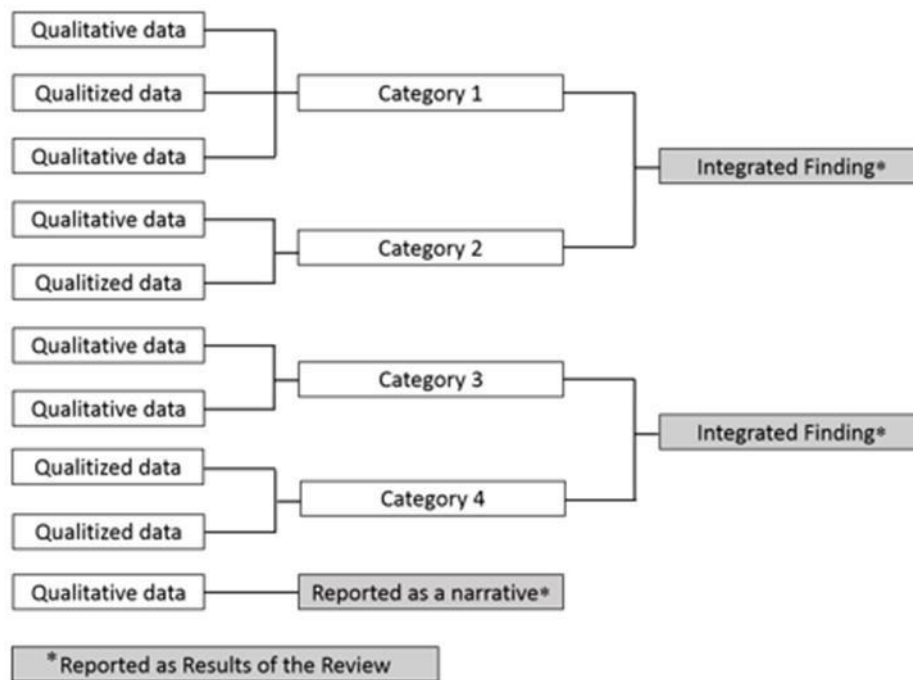 Qualitative data
Qualitized data
Category 1
Qualitative data
Integrated Finding*
Qualitative data
Category 2
Qualitized data
Qualitative data
Category 3
Qualitative data
Integrated Finding*
Qualitized data
Category 4
Qualitized data
Qualitative data
Reported as a narrative*
*Reported as Results of the Review